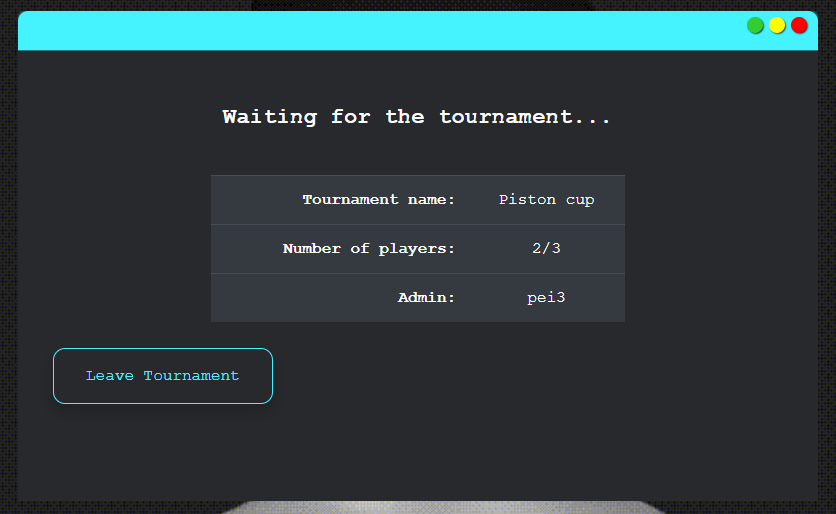 Waiting for the tournament...
Tournament name: Piston cup
Number of players: 2/3
Admin: pei3
Leave Tournament